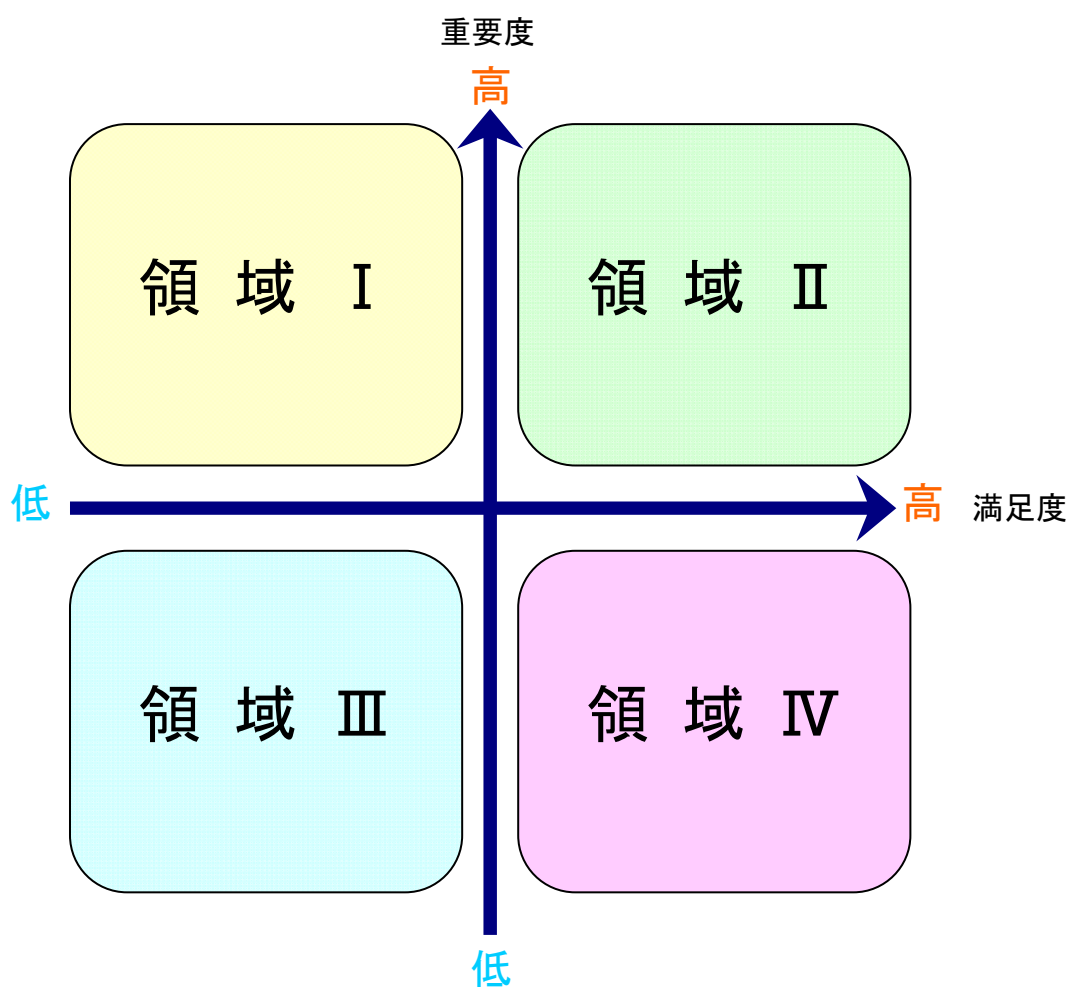 重要度
高
領 域 Ⅰ
領 域 Ⅱ
低
高 満足度
領 域 Ⅲ
領 域 Ⅳ
低